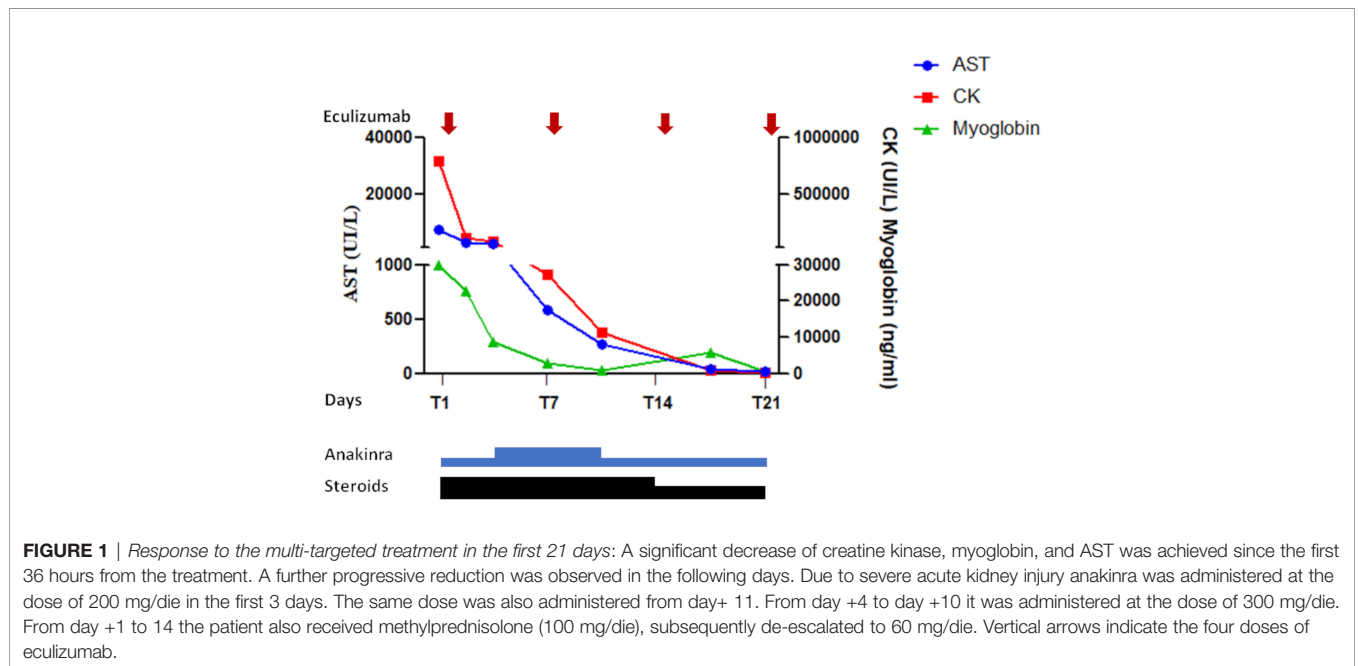 AST
CK
Myoglobin
Eculizumab
40000
20000
1000
500
0
AST (UI/L)
1000000
500000
30000
20000
10000
0
CK (UI/L) Myoglobin (ng/ml)
Days
T1 T7 T14 T21
Anakinra
Steroids
FIGURE 1 | Response to the multi-targeted treatment in the first 21 days: A significant decrease of creatine kinase, myoglobin, and AST was achieved since the first
36 hours from the treatment. A further progressive reduction was observed in the following days. Due to severe acute kidney injury anakinra was administered at the
dose of 200 mg/die in the first 3 days. The same dose was also administered from day+ 11. From day +4 to day +10 it was administered at the dose of 300 mg/die.
From day +1 to 14 the patient also received methylprednisolone (100 mg/die), subsequently de-escalated to 60 mg/die. Vertical arrows indicate the four doses of
eculizumab.